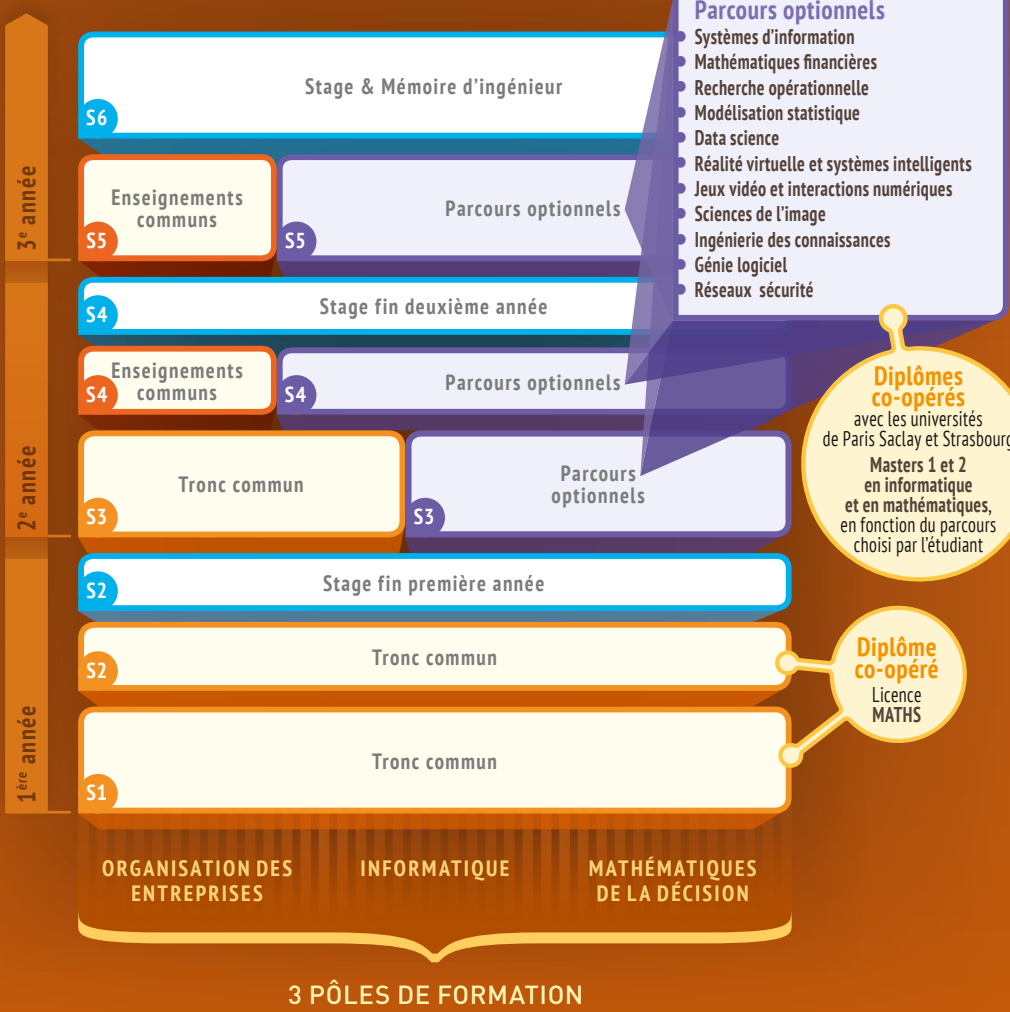 Parcours optionnels
Systèmes d'information
Mathématiques financières
Recherche opérationnelle
Modélisation statistique
Data science
Réalité virtuelle et systèmes intelligents
Jeux vidéo et interactions numériques
Sciences de l'image
Ingénierie des connaissances
Génie logiciel
Réseaux sécurité
3e année
Stage & Mémoire d'ingénieur
S6
Enseignements
communs
S5
Parcours optionnels
S5
2e année
Stage fin deuxième année
S4
Enseignements
communs
S4
Parcours optionnels
S4
Tronc commun
S3
Parcours
optionnels
S3
Diplômes
co-opérés
avec les universités
de Paris Saclay et Strasbourg
Masters 1 et 2
en informatique
et en mathématiques,
en fonction du parcours
choisi par l'étudiant
1ère année
Stage fin première année
S2
Tronc commun
S2
Tronc commun
S1
Diplôme
co-opéré
Licence
MATHS
ORGANISATION DES
ENTREPRISES
INFORMATIQUE
MATHÉMATIQUES
DE LA DÉCISION
3 PÔLES DE FORMATION